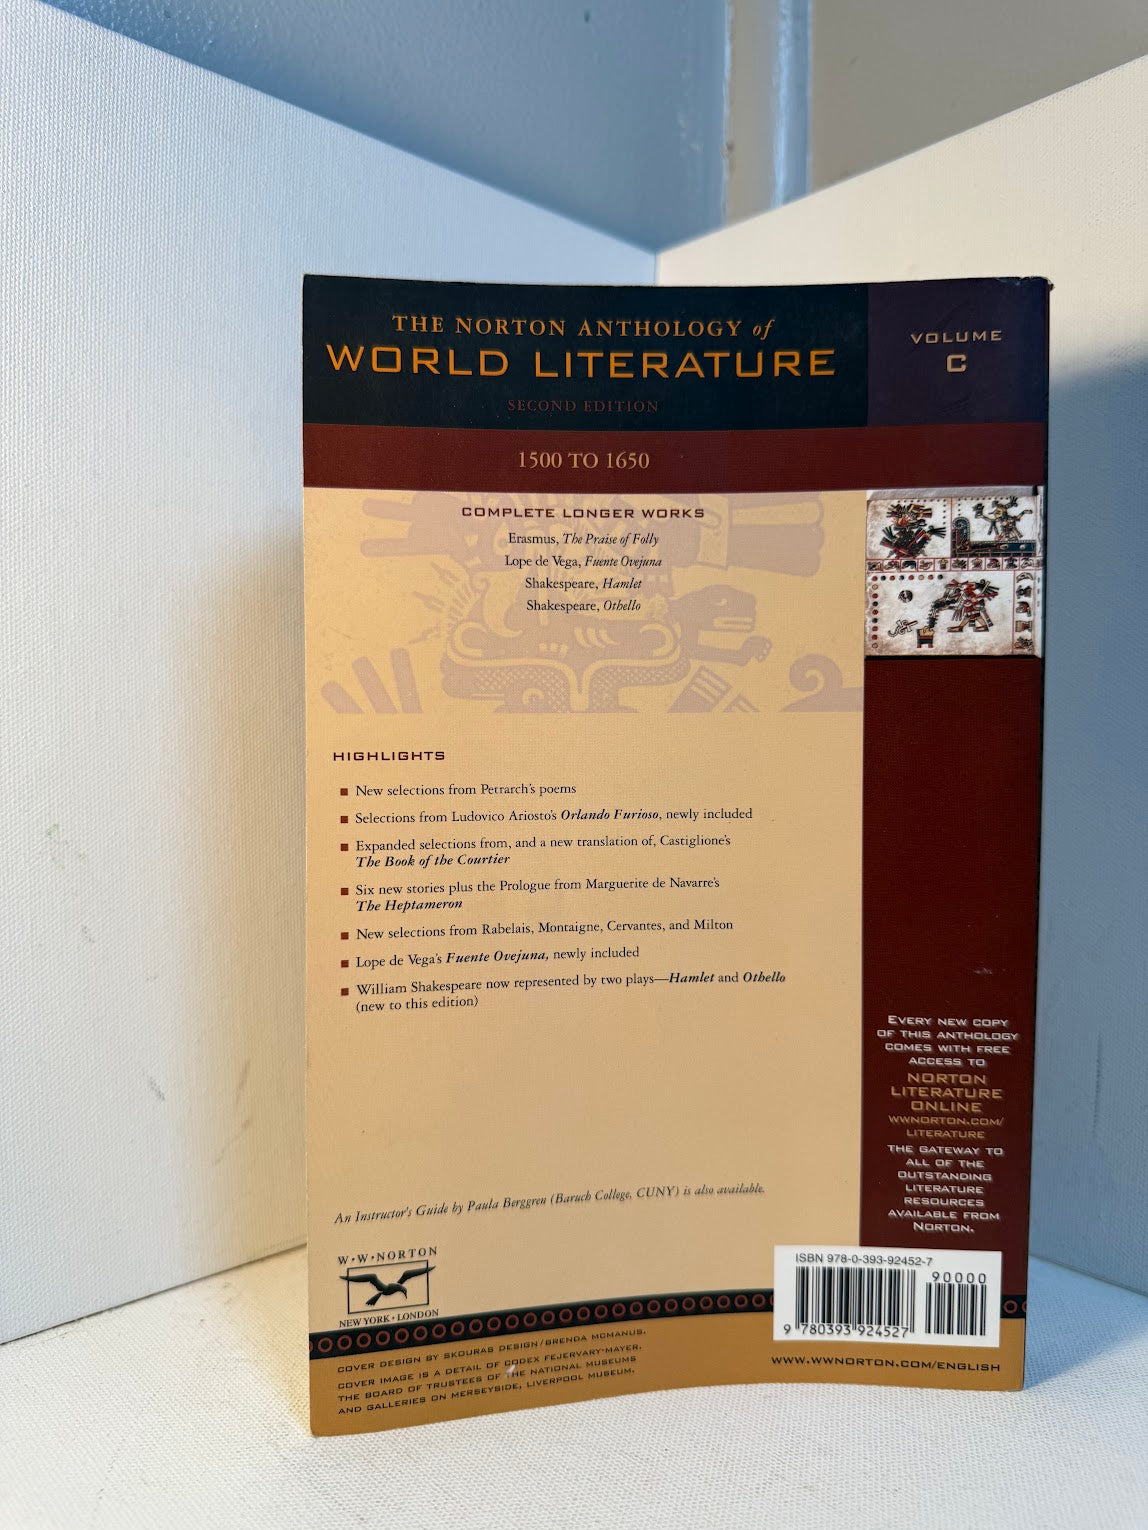 THE NORTON ANTHOLOGY of
WORLD LITERATURE
SECOND EDITION
VOLUME
C
1500 TO 1650
COMPLETE LONGER WORKS
Erasmus, The Praise of Folly
Lope de Vega, Fuente Ovejuna
Shakespeare, Hamlet
Shakespeare, Othello
HIGHLIGHTS
New selections from Petrarch's poems
Selections from Ludovico Ariosto's Orlando Furioso, newly included
Expanded selections from, and a new translation of, Castiglione's
The Book of the Courtier
Six new stories plus the Prologue from Marguerite de Navarre's
The Heptameron
New selections from Rabelais, Montaigne, Cervantes, and Milton
Lope de Vega's Fuente Ovejuna, newly included
William Shakespeare now represented by two plays—Hamlet and Othello
(new to this edition)
An Instructor's Guide by Paula Berggren (Baruch College, CUNY) is also available.
EVERY NEW COPY
OF THIS ANTHOLOGY
COMES WITH FREE
ACCESS TO
NORTON
LITERATURE
ONLINE
WWNORTON.COM/
LITERATURE
THE GATEWAY TO
ALL OF THE
OUTSTANDING
LITERATURE
RESOURCES
AVAILABLE FROM
NORTON.
W•W•NORTON
NEW YORK • LONDON
COVER DESIGN BY SKOURAS DESIGN/BRENDA MCMANUS.
COVER IMAGE IS A DETAIL OF CODEX FEJERVARY-MAYER.
THE BOARD OF TRUSTEES OF THE NATIONAL MUSEUMS
AND GALLERIES ON MERSEYSIDE, LIVERPOOL MUSEUM.
ISBN 978-0-393-92452-7
90000
9 780393 924527
WWW.WWNORTON.COM/ENGLISH